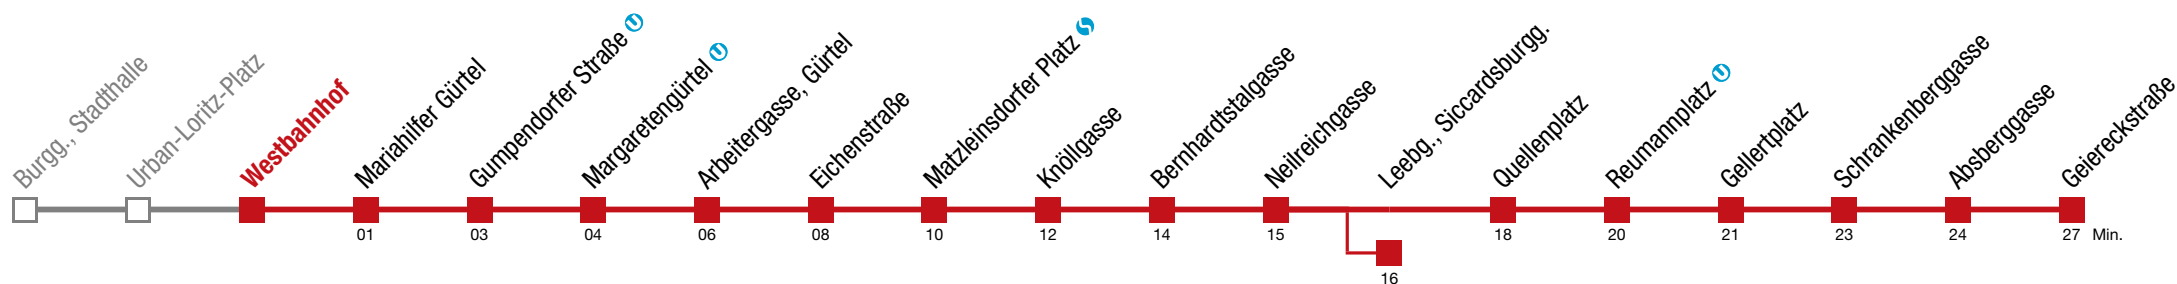 Burgg., Stadthalle
Urban-Loritz-Platz
Westbahnhof
Mariahilfer Gürtel
Gumpendorfer Straße
Margaretengürtel
Arbeitergasse, Gürtel
Eichenstraße
Matzleinsdorfer Platz
Knöllgasse
Bernhardtstalgasse
Neilreichgasse
Leebg., Siccardsburgg.
Quellenplatz
Reumannplatz
Gellertplatz
Schrankenberggasse
Absberggasse
Geiereckstraße
01 03 04 06 08 10 12 14 15 18 20 21 23 24 27 Min.
16